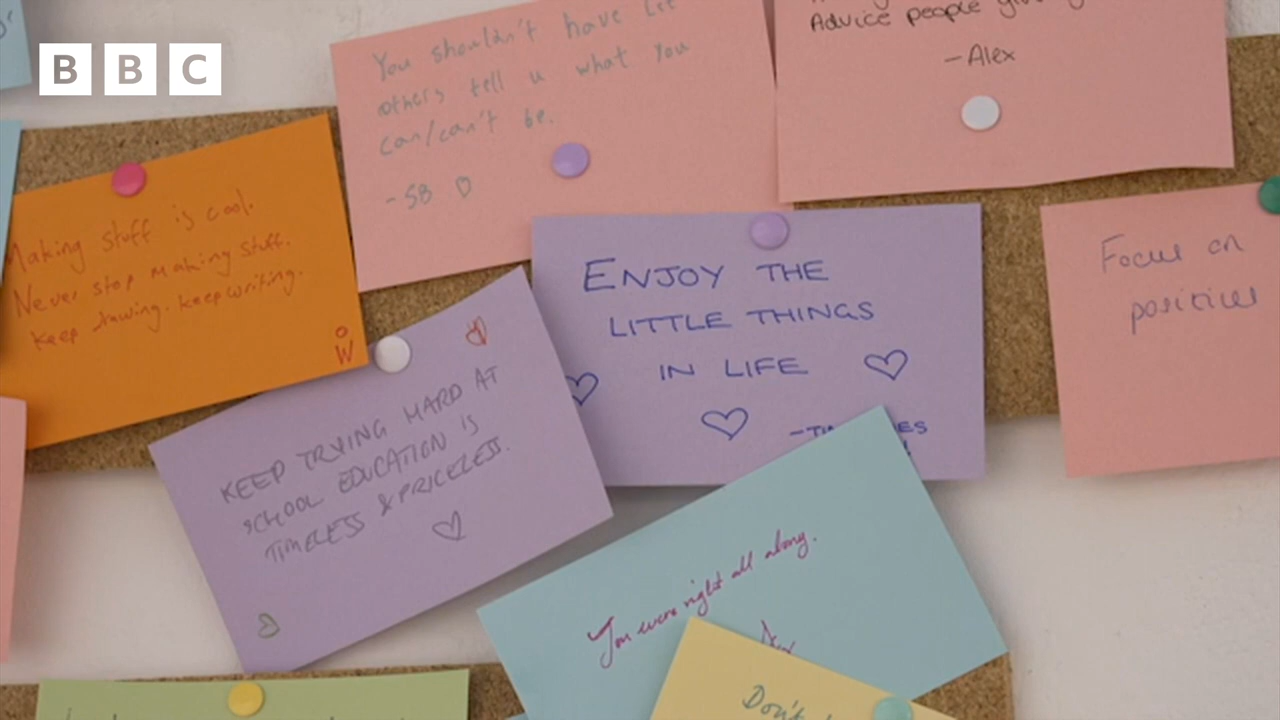 BBC
You shouldn't have let
others tell u what you
can/can't be.
- SB
Advice people
- Alex
Making stuff is cool.
Never stop making stuff.
Keep drawing. keep writing.
ENJOY THE
LITTLE THINGS
IN LIFE
Focus on
positives
KEEP TRYING HARD AT
SCHOOL EDUCATION IS
TIMELESS & PRICELESS.
You were right all along.
Don't